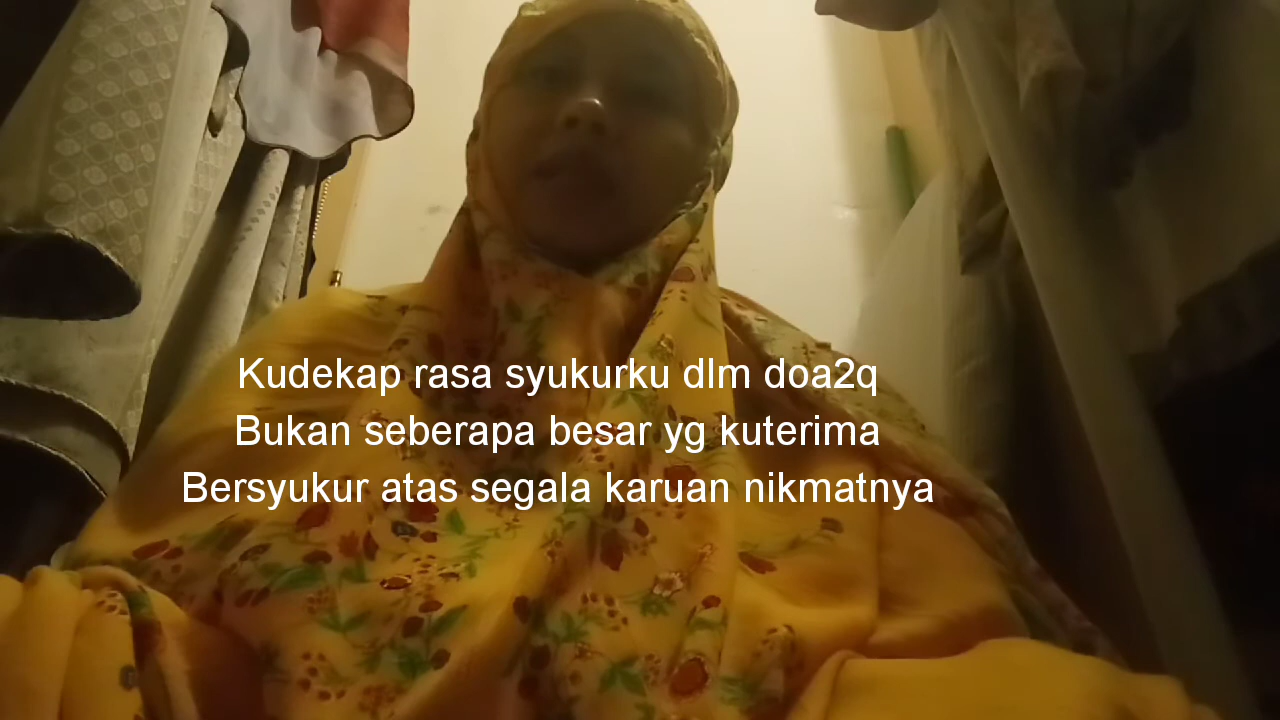 Kudekap rasa syukurku dlm doa2q
Bukan seberapa besar yg kuterima
Bersyukur atas segala karuan nikmatnya